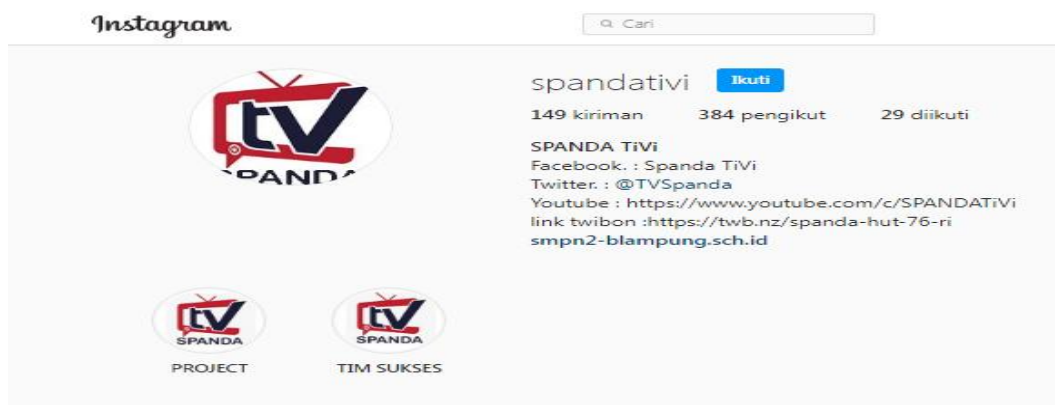 Instagram
Cari
tv
SPANDA
spandativi Ikuti
149 kiriman 384 pengikut 29 diikuti
SPANDA TiVi
Facebook. : Spanda TiVi
Twitter. : @TVSpanda
Youtube : https://www.youtube.com/c/SPANDATiVi
link twibon :https://twb.nz/spanda-hut-76-ri
smpn2-blampung.sch.id
tv
SPANDA
PROJECT
tv
SPANDA
TIM SUKSES